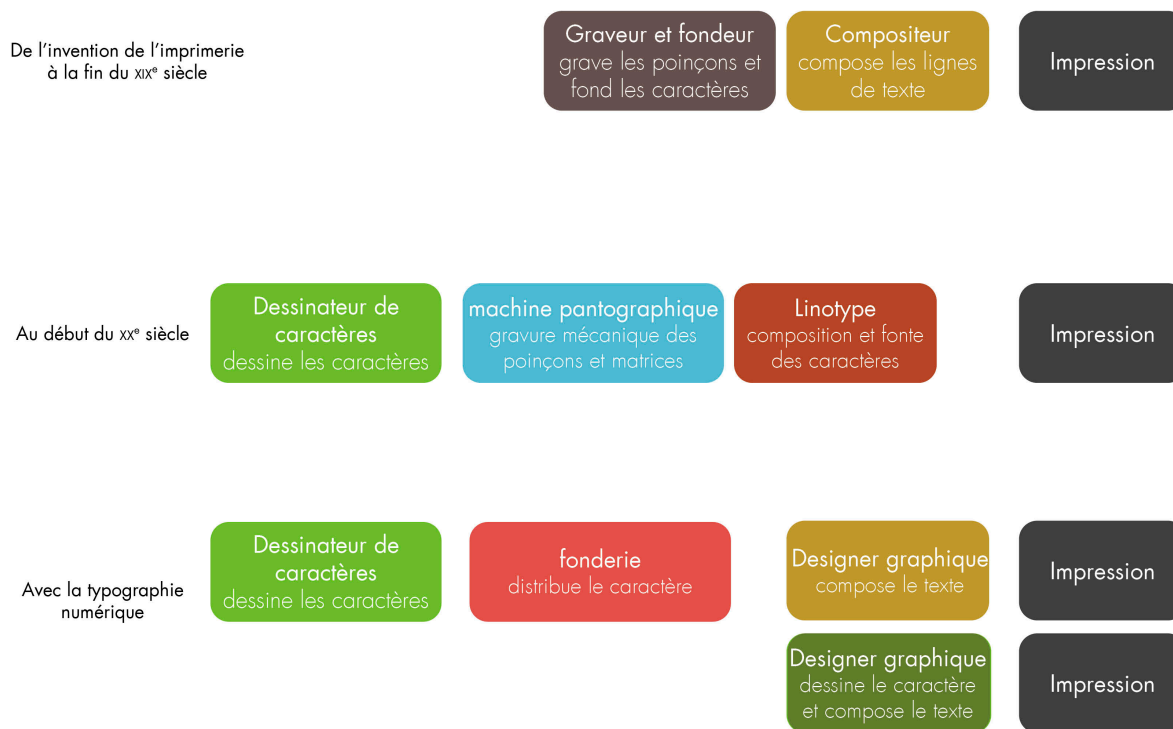 De l'invention de l'imprimerie
à la fin du XIXe siècle
Graveur et fondeur
grave les poinçons et
fond les caractères
Compositeur
compose les lignes
de texte
Impression
Au début du XXe siècle
Dessinateur de
caractères
dessine les caractères
machine pantographique
gravure mécanique des
poinçons et matrices
Linotype
composition et fonte
des caractères
Impression
Avec la typographie
numérique
Dessinateur de
caractères
dessine les caractères
fonderie
distribue le caractère
Designer graphique
compose le texte
Impression
Designer graphique
dessine le caractère
et compose le texte
Impression